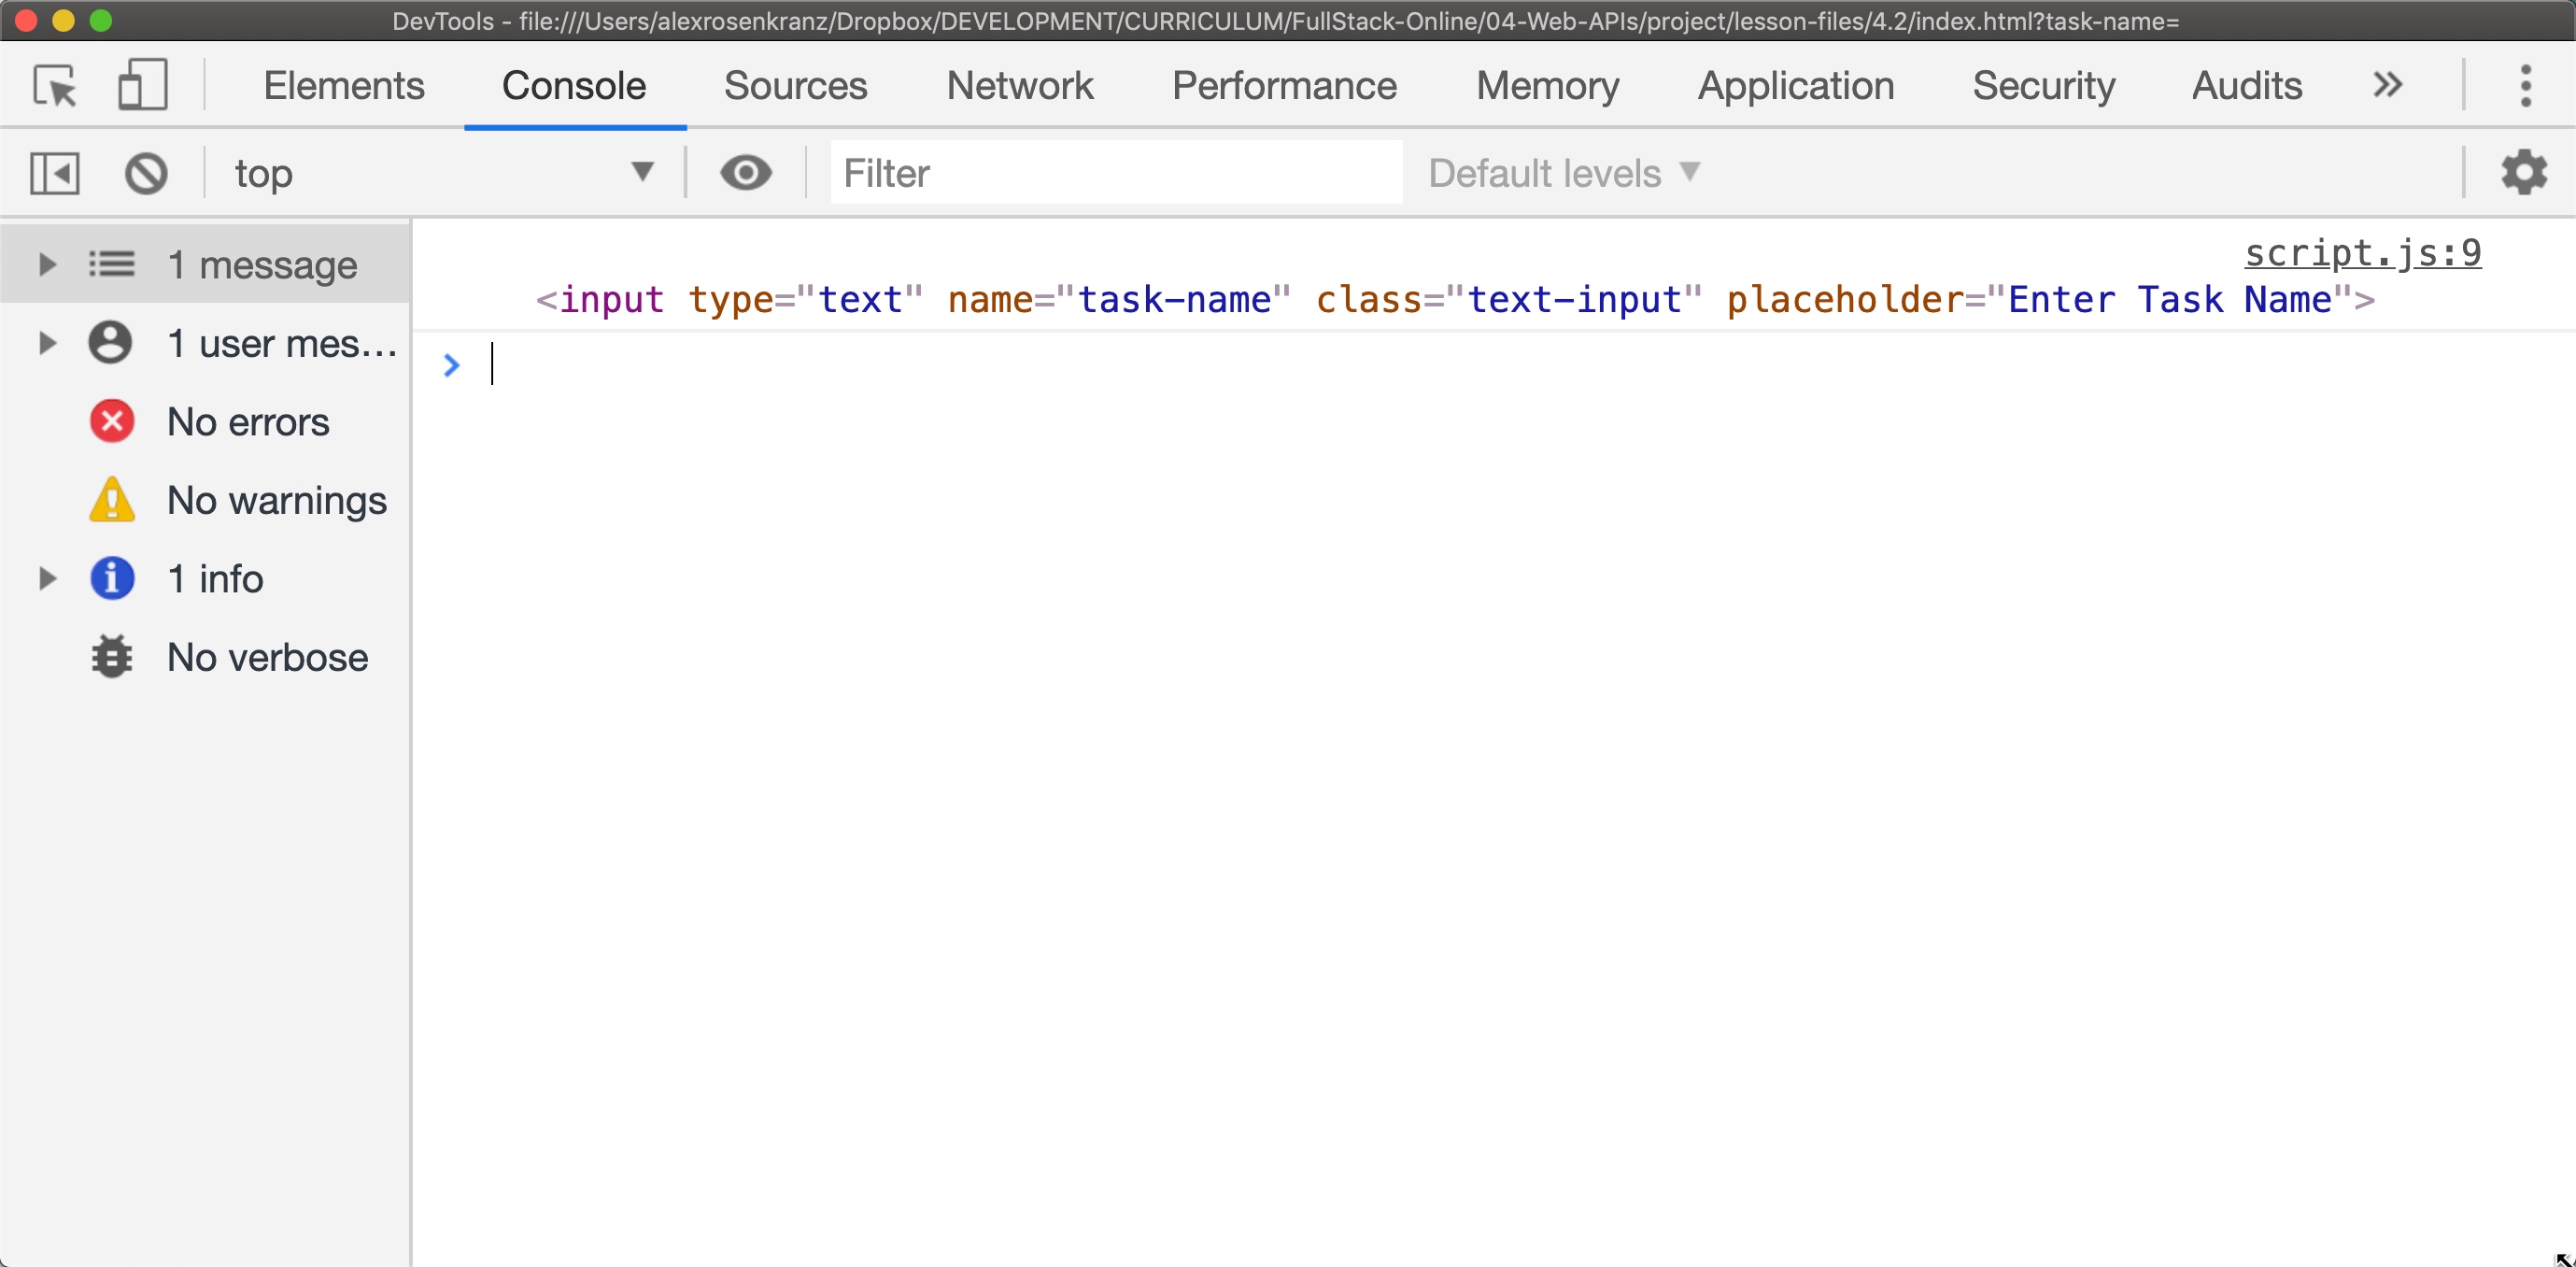 DevTools - file:///Users/alexrosenkranz/Dropbox/DEVELOPMENT/CURRICULUM/FullStack-Online/04-Web-APIs/project/lesson-files/4.2/index.html?task-name=
Elements Console Sources Network Performance Memory Application Security Audits »
top Filter Default levels
1 message
1 user mes...
No errors
No warnings
1 info
No verbose
script.js:9
<input type="text" name="task-name" class="text-input" placeholder="Enter Task Name">
>